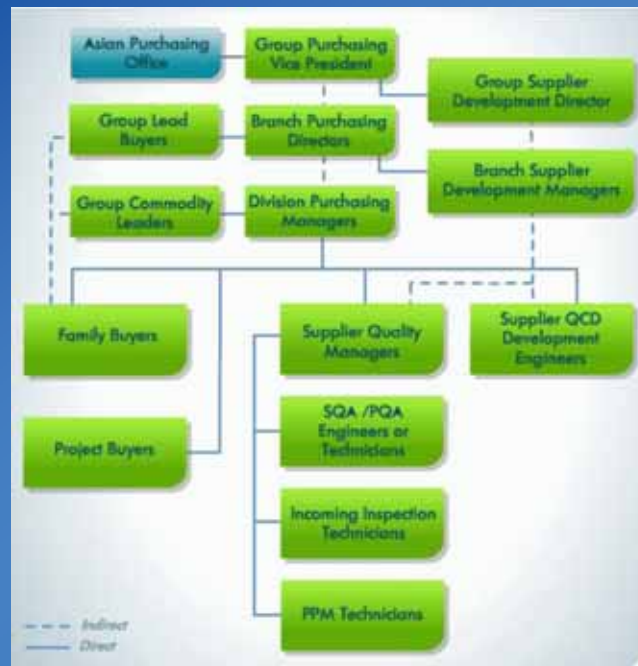 Asian Purchasing
Office
Group Purchasing
Vice President
Group Supplier
Development Director
Group Lead
Buyers
Branch Purchasing
Directors
Branch Supplier
Development Managers
Group Commodity
Leaders
Division Purchasing
Managers
Family Buyers
Supplier Quality
Managers
Supplier QCD
Development
Engineers
Project Buyers
SQA /PQA
Engineers or
Technicians
Incoming Inspection
Technicians
PPM Technicians
Indirect
Direct